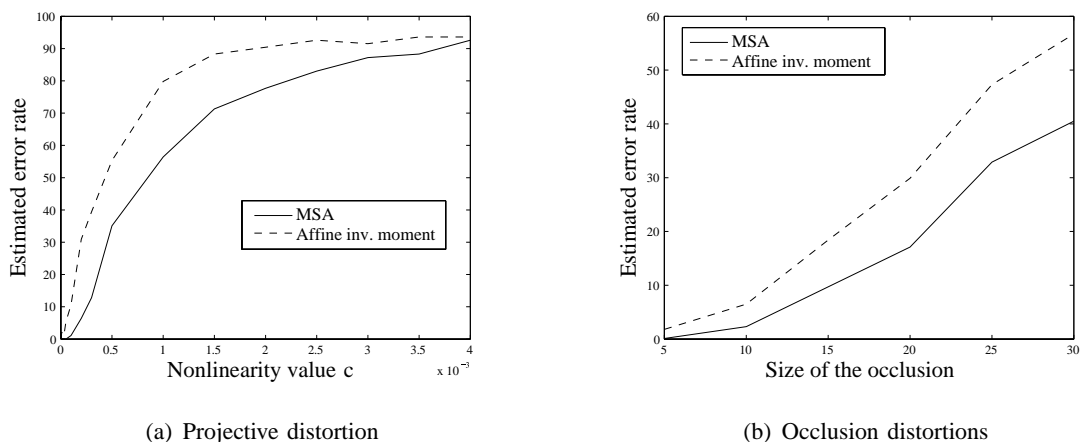 100
90
80
70
60
50
40
30
20
10
0
Estimated error rate
MSA
Affine inv. moment
0 0.5 1 1.5 2 2.5 3 3.5 4
Nonlinearity value c
x 10⁻³
(a) Projective distortion
60
50
40
30
20
10
0
Estimated error rate
MSA
Affine inv. moment
5 10 15 20 25 30
Size of the occlusion
(b) Occlusion distortions